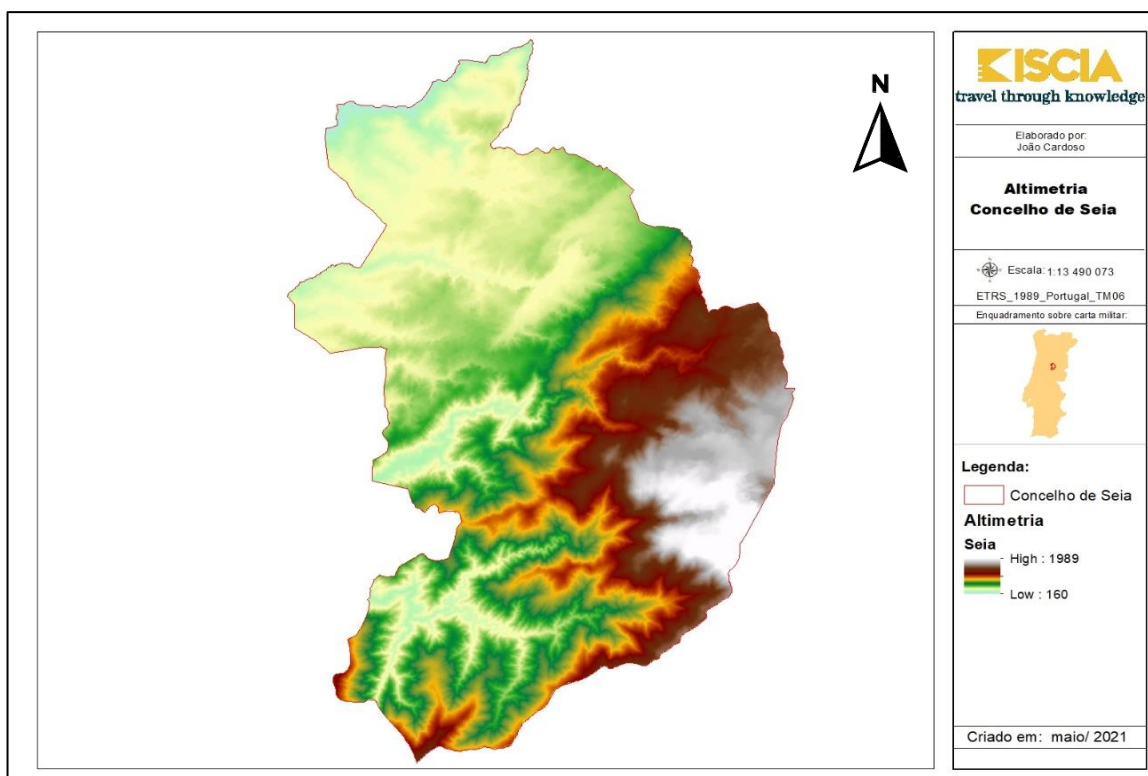 N
ISCIA
travel through knowledge
Elaborado por:
João Cardoso
Altimetria
Concelho de Seia
Escala: 1:13 490 073
ETRS_1989_Portugal_TM06
Enquadramento sobre carta militar:
Legenda:
Concelho de Seia
Altimetria
Seia
High : 1989
Low : 160
Criado em: maio/ 2021